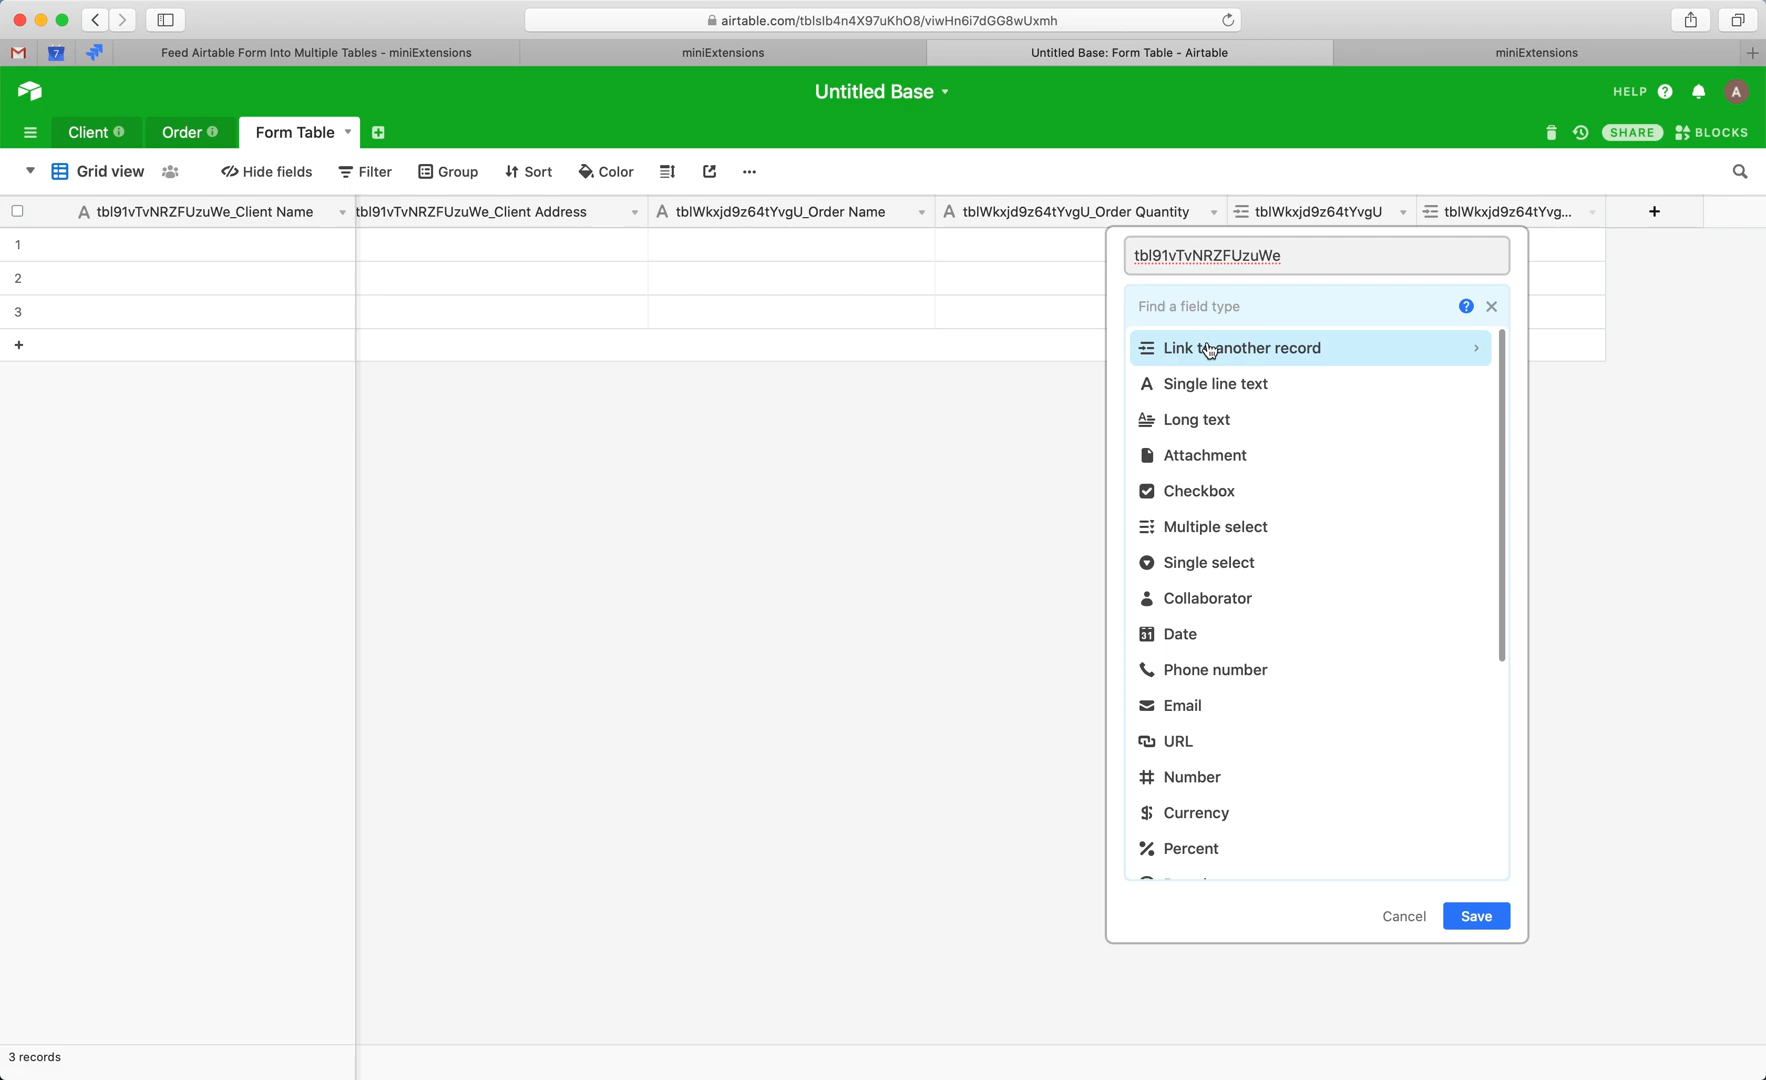 airtable.com/tblslb4n4X97uKhO8/viwHn6i7dGG8wUxmh
7
Feed Airtable Form Into Multiple Tables - miniExtensions
miniExtensions
Untitled Base: Form Table - Airtable
miniExtensions
Untitled Base
HELP
A
Client
Order
Form Table
SHARE
BLOCKS
Grid view
Hide fields
Filter
Group
Sort
Color
tbl91vTvNRZFUzuWe_Client Name
tbl91vTvNRZFUzuWe_Client Address
tblWkxjd9z64tYvgU_Order Name
tblWkxjd9z64tYvgU_Order Quantity
tblWkxjd9z64tYvgU
tblWkxjd9z64tYvg...
1
2
3
tbl91vTvNRZFUzuWe
Find a field type
Link to another record
Single line text
Long text
Attachment
Checkbox
Multiple select
Single select
Collaborator
31 Date
Phone number
Email
URL
Number
Currency
Percent
Cancel
Save
3 records